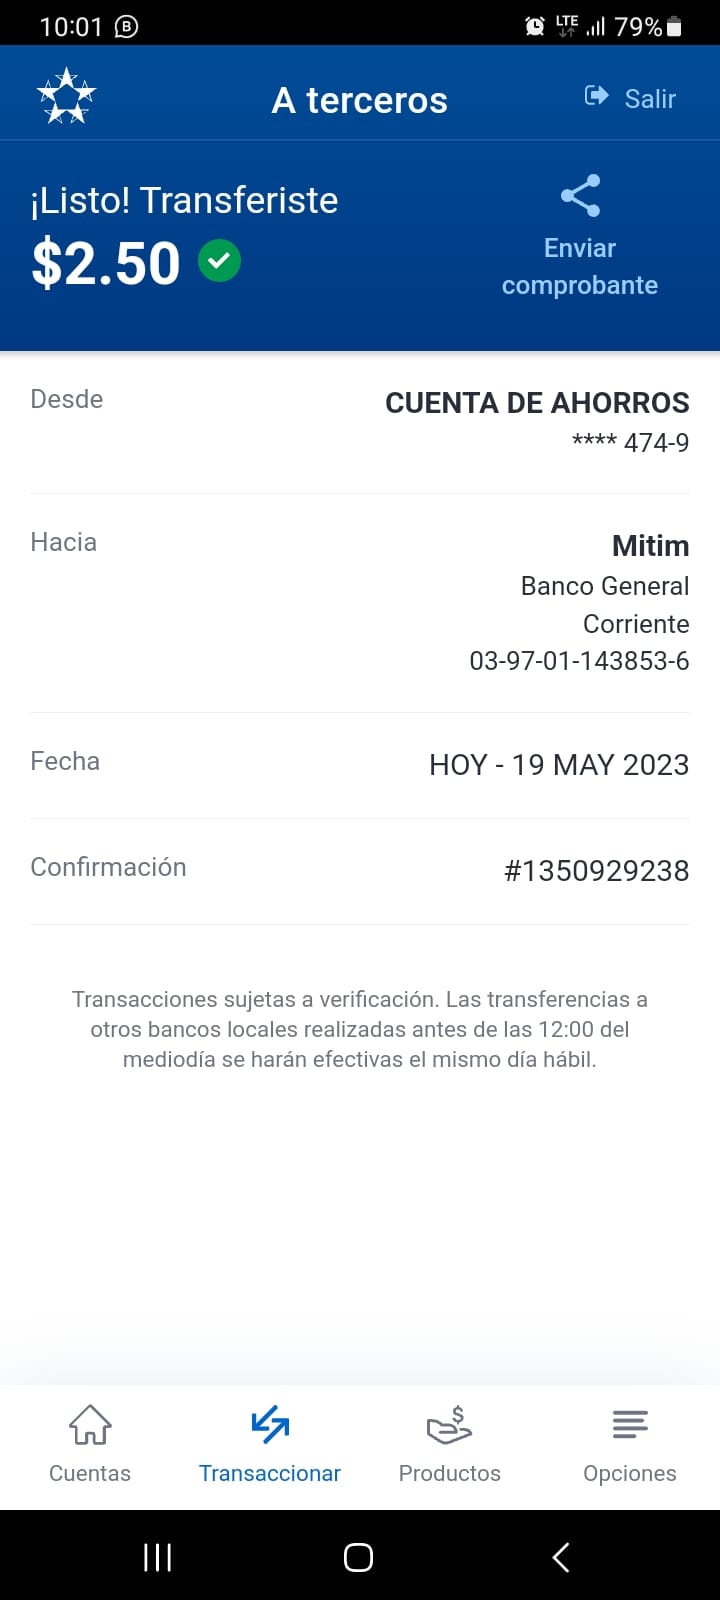 10:01
LTE
79%
A terceros
Salir
¡Listo! Transferiste
$2.50
Enviar
comprobante
Desde
CUENTA DE AHORROS
**** 474-9
Hacia
Mitim
Banco General
Corriente
03-97-01-143853-6
Fecha
HOY - 19 MAY 2023
Confirmación
#1350929238
Transacciones sujetas a verificación. Las transferencias a
otros bancos locales realizadas antes de las 12:00 del
mediodía se harán efectivas el mismo día hábil.
Cuentas
Transaccionar
Productos
Opciones